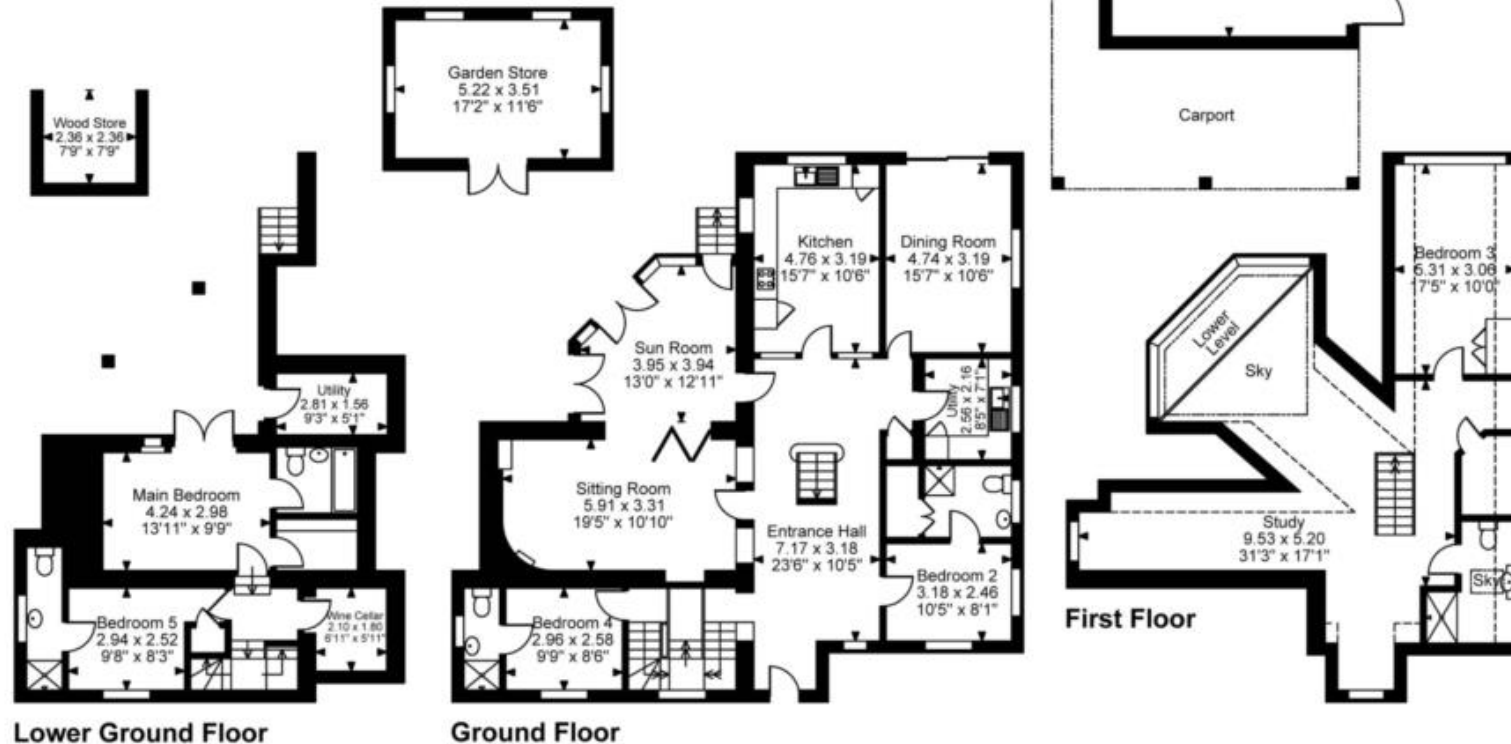 Wood Store
2.36 x 2.36
7'9" x 7'9"
Garden Store
5.22 x 3.51
17'2" x 11'6"
Carport
Kitchen
4.76 x 3.19
15'7" x 10'6"
Dining Room
4.74 x 3.19
15'7" x 10'6"
Bedroom 3
5.31 x 3.06
17'5" x 10'0"
Sun Room
3.95 x 3.94
13'0" x 12'11"
Lower
Level
Sky
Utility
2.81 x 1.56
9'3" x 5'1"
Utility
2.56 x 2.16
8'5" x 7'1"
Main Bedroom
4.24 x 2.98
13'11" x 9'9"
Sitting Room
5.91 x 3.31
19'5" x 10'10"
Entrance Hall
7.17 x 3.18
23'6" x 10'5"
Study
9.53 x 5.20
31'3" x 17'1"
Bedroom 2
3.18 x 2.46
10'5" x 8'1"
Sky
Bedroom 5
2.94 x 2.52
9'8" x 8'3"
Wine Cellar
2.10 x 1.80
6'11" x 5'11"
Bedroom 4
2.96 x 2.58
9'9" x 8'6"
First Floor
Lower Ground Floor
Ground Floor